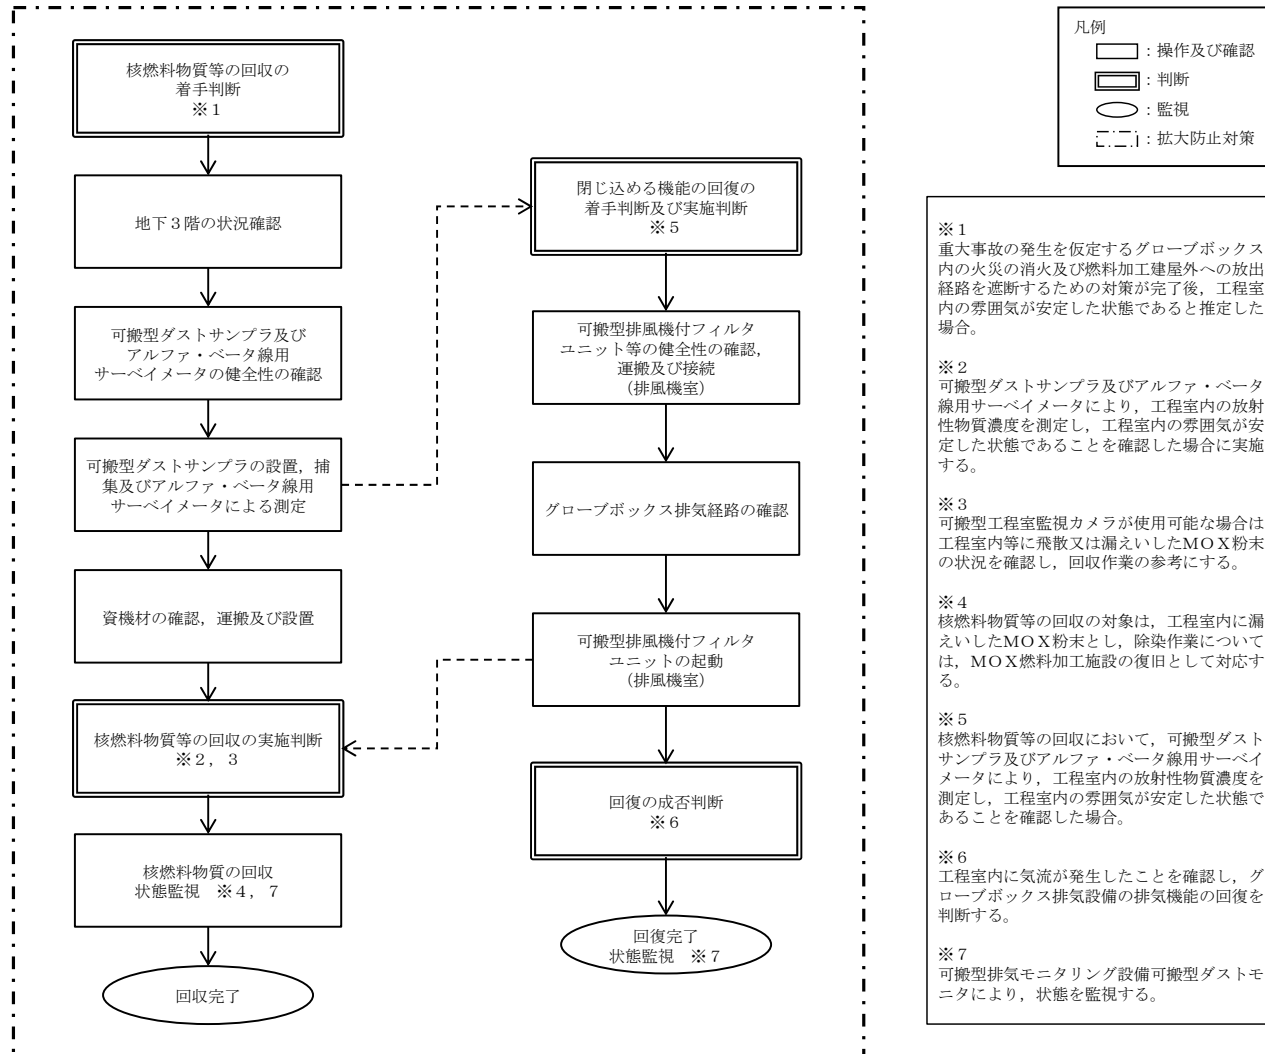 核燃料物質等の回収の
着手判断
※１
地下３階の状況確認
可搬型ダストサンプラ及び
アルファ・ベータ線用
サーベイメータの健全性の確認
可搬型ダストサンプラの設置，捕
集及びアルファ・ベータ線用
サーベイメータによる測定
資機材の確認，運搬及び設置
核燃料物質等の回収の実施判断
※２，３
核燃料物質の回収
状態監視　※４，７
回収完了
閉じ込める機能の回復の
着手判断及び実施判断
※５
可搬型排風機付フィルタ
ユニット等の健全性の確認，
運搬及び接続
（排風機室）
グローブボックス排気経路の確認
可搬型排風機付フィルタ
ユニットの起動
（排風機室）
回復の成否判断
※６
回復完了
状態監視　※７
凡例
：操作及び確認
：判断
：監視
：拡大防止対策
※１
重大事故の発生を仮定するグローブボックス
内の火災の消火及び燃料加工建屋外への放出
経路を遮断するための対策が完了後，工程室
内の雰囲気が安定した状態であると推定した
場合。
※２
可搬型ダストサンプラ及びアルファ・ベータ
線用サーベイメータにより，工程室内の放射
性物質濃度を測定し，工程室内の雰囲気が安
定した状態であることを確認した場合に実施
する。
※３
可搬型工程室監視カメラが使用可能な場合は
工程室内等に飛散又は漏えいしたＭＯＸ粉末
の状況を確認し，回収作業の参考にする。
※４
核燃料物質等の回収の対象は，工程室内に漏
えいしたＭＯＸ粉末とし，除染作業について
は，ＭＯＸ燃料加工施設の復旧として対応す
る。
※５
核燃料物質等の回収において，可搬型ダスト
サンプラ及びアルファ・ベータ線用サーベイ
メータにより，工程室内の放射性物質濃度を
測定し，工程室内の雰囲気が安定した状態で
あることを確認した場合。
※６
工程室内に気流が発生したことを確認し，グ
ローブボックス排気設備の排気機能の回復を
判断する。
※７
可搬型排気モニタリング設備可搬型ダストモ
ニタにより，状態を監視する。